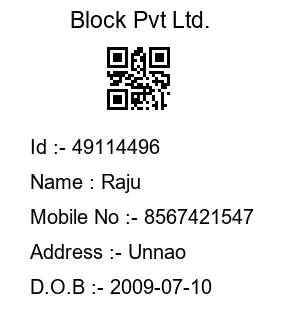 Block Pvt Ltd.
Id :- 49114496
Name : Raju
Mobile No :- 8567421547
Address :- Unnao
D.O.B :- 2009-07-10